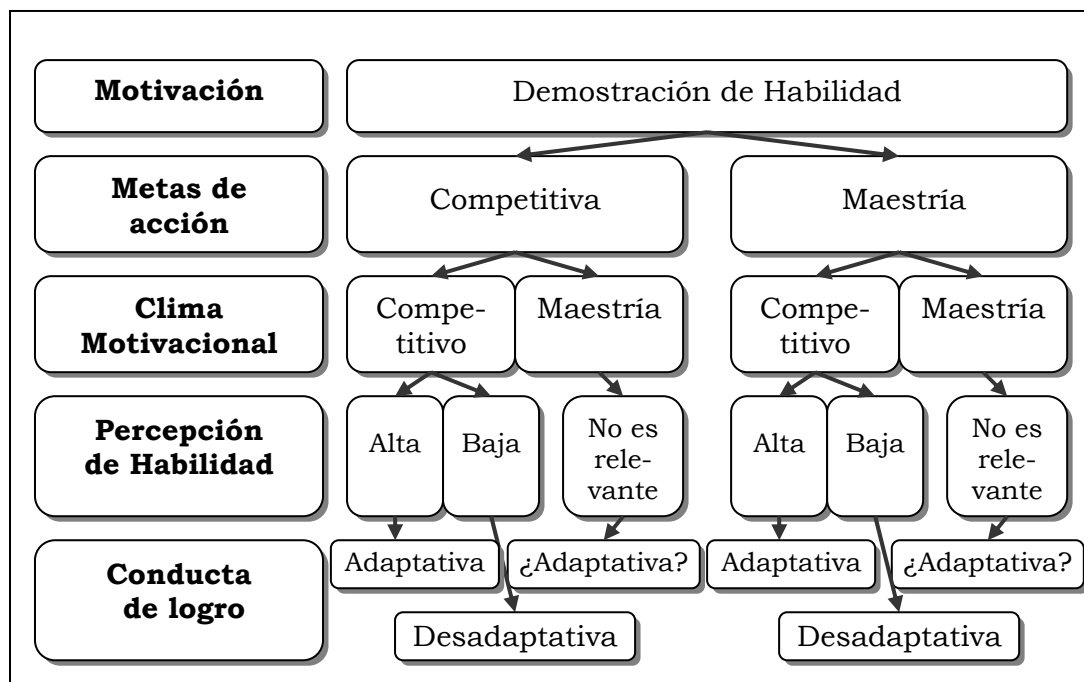 Motivación
Demostración de Habilidad
Metas de
acción
Competitiva
Maestría
Clima
Motivacional
Compe-
titivo
Maestría
Compe-
titivo
Maestría
Percepción
de Habilidad
Alta
Baja
No es
rele-
vante
Alta
Baja
No es
rele-
vante
Conducta
de logro
Adaptativa
¿Adaptativa?
Adaptativa
¿Adaptativa?
Desadaptativa
Desadaptativa